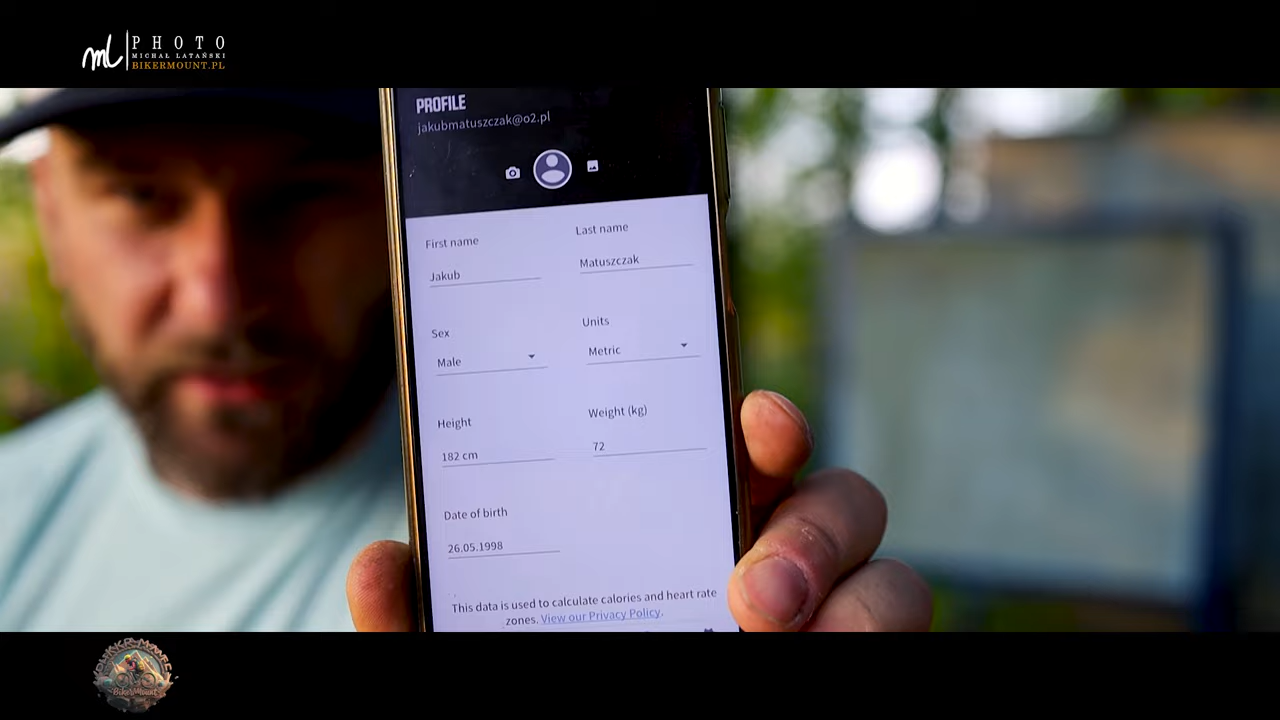 ml PHOTO
MICHAŁ LATAŃSKI
BIKERMOUNT.PL
PROFILE
jakubmatuszczak@o2.pl
First name Last name
Jakub Matuszczak
Sex Units
Male Metric
Height Weight (kg)
182 cm 72
Date of birth
26.05.1998
This data is used to calculate calories and heart rate
zones. View our Privacy Policy.
BikerMount